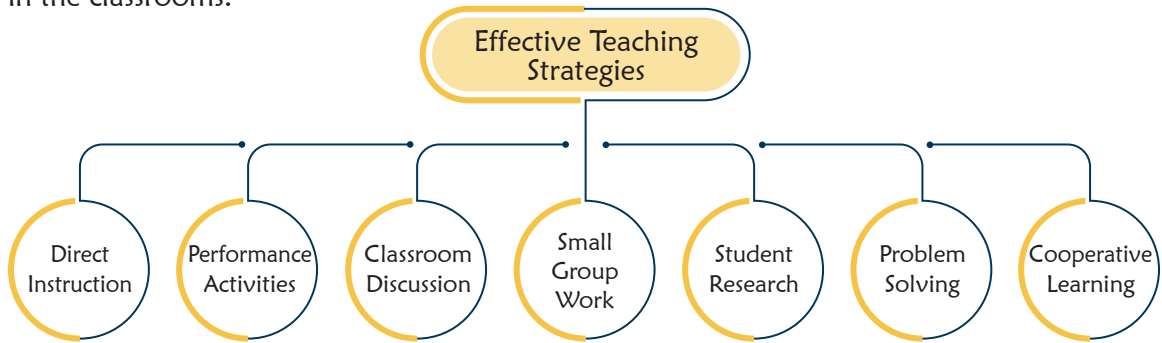 in the classrooms.
Effective Teaching
Strategies
Direct
Instruction
Performance
Activities
Classroom
Discussion
Small
Group
Work
Student
Research
Problem
Solving
Cooperative
Learning